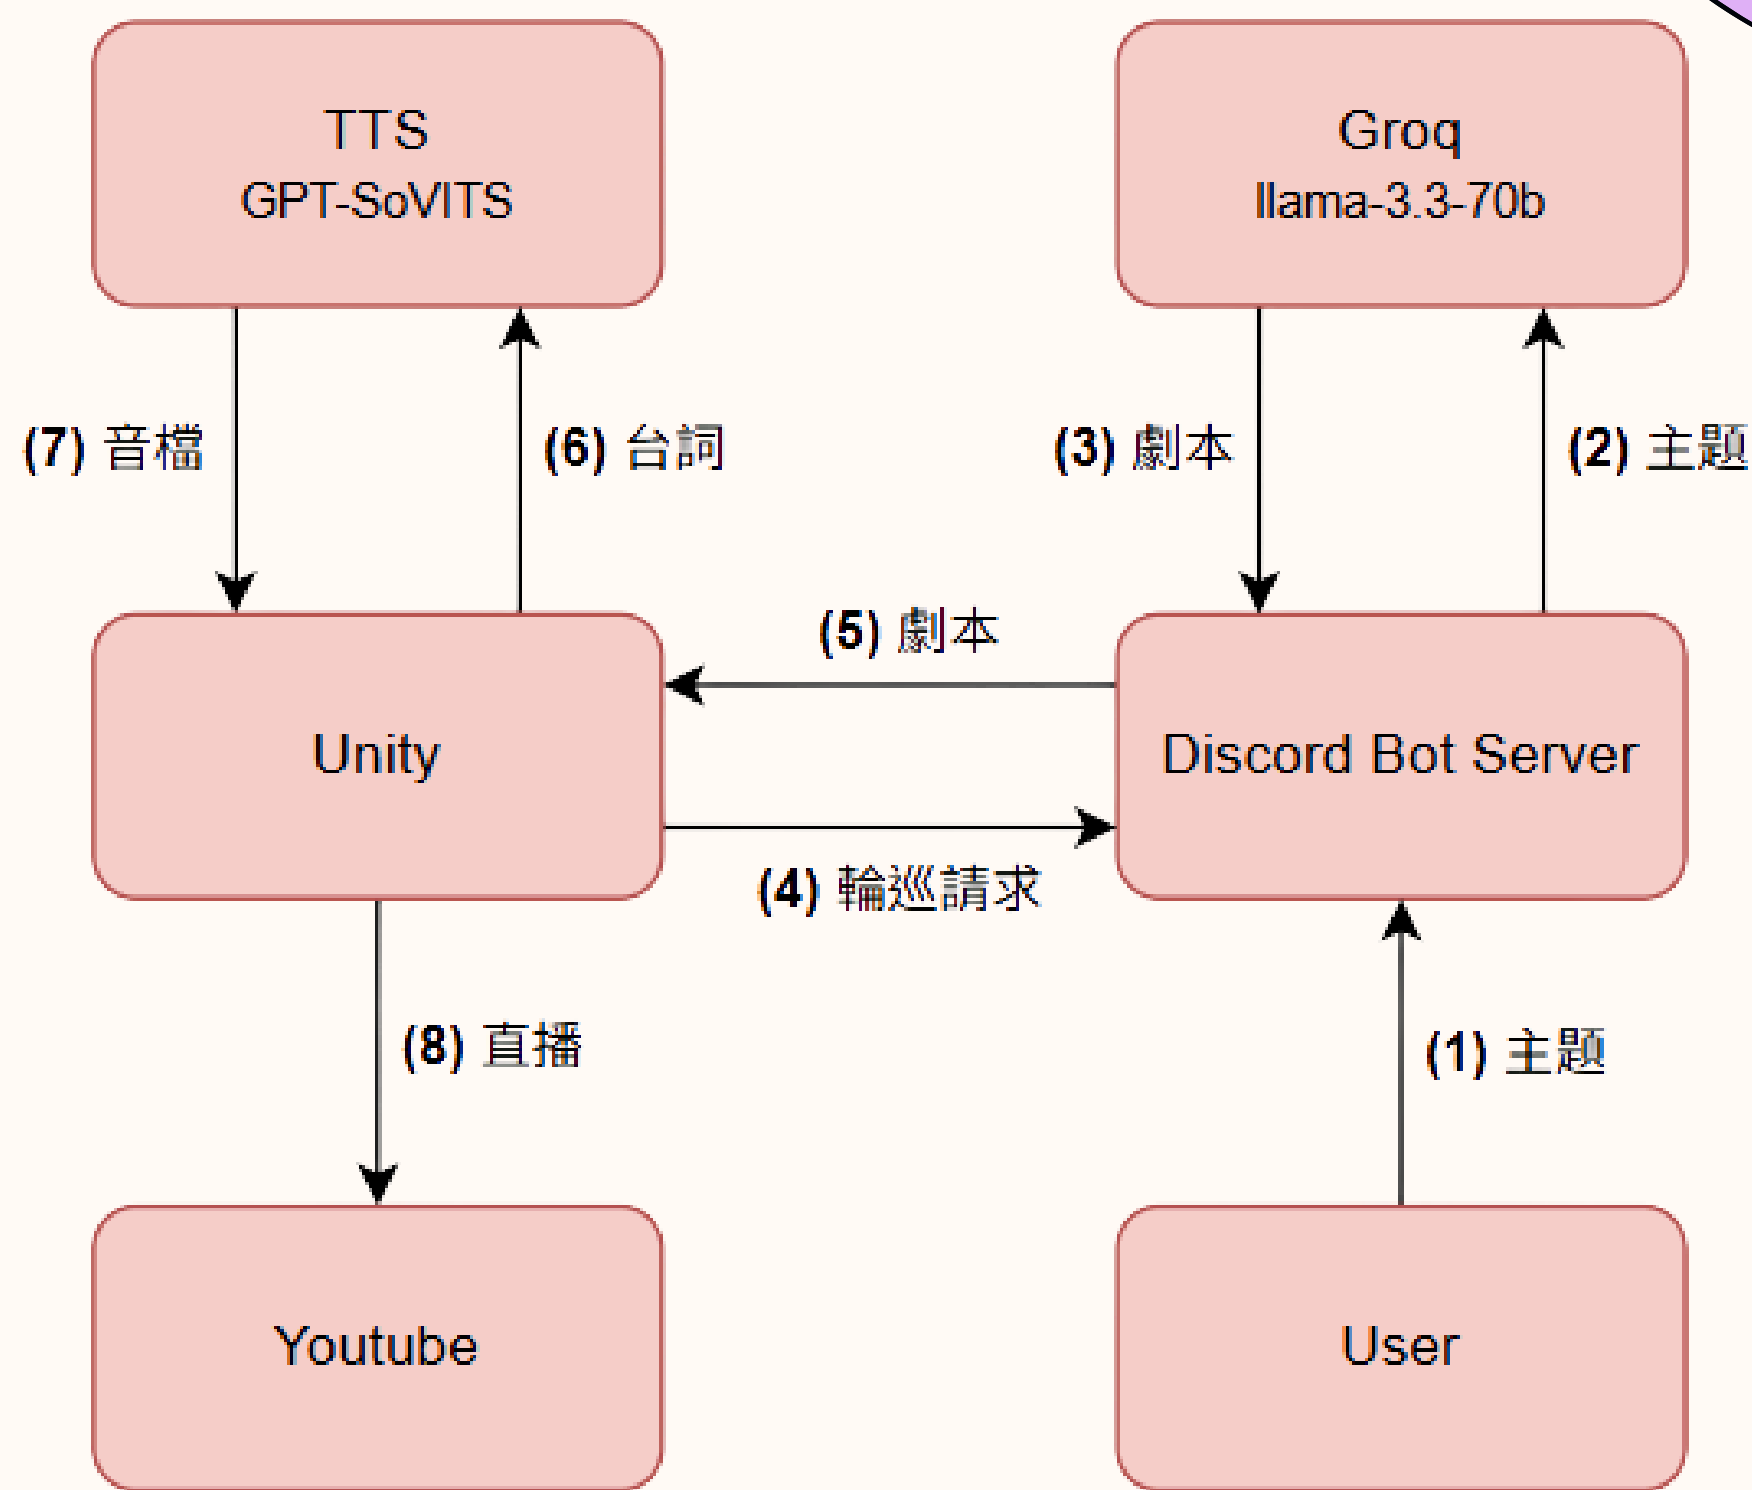 TTS
GPT-SoVITS
Groq
llama-3.3-70b
(7) 音檔
(6) 台詞
(3) 劇本
(2) 主題
(5) 劇本
Unity
Discord Bot Server
(4) 輪巡請求
(8) 直播
(1) 主題
Youtube
User